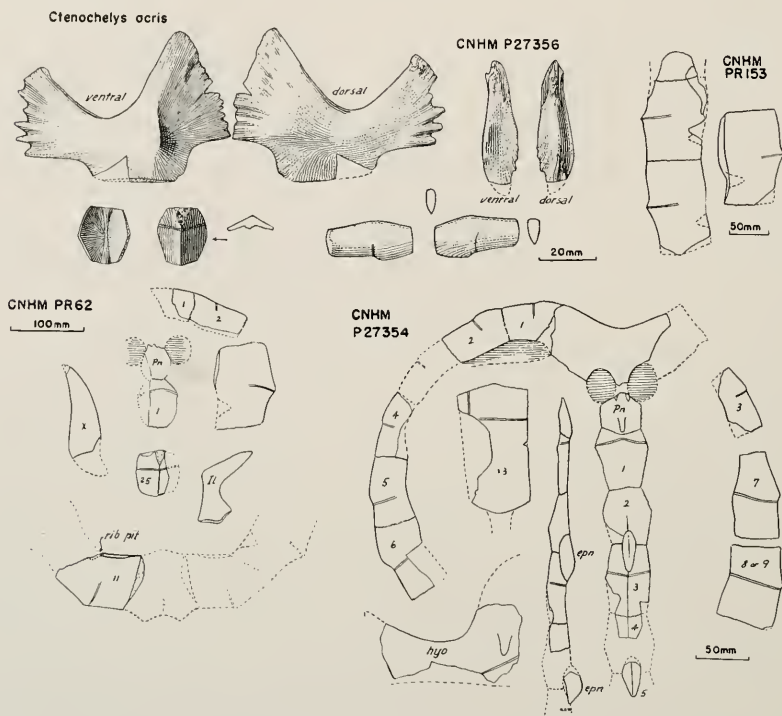 Ctenochelys acris
ventral
dorsal
CNHM P27356
ventral
dorsal
20mm
CNHM
PR153
50mm
CNHM PR62
100mm
1
2
Pn
1
x
25
Il
rib pit
11
CNHM
P27354
2
1
4
5
6
13
Pn
1
2
epn
3
4
hyo
epn
5
3
7
8 or 9
50mm